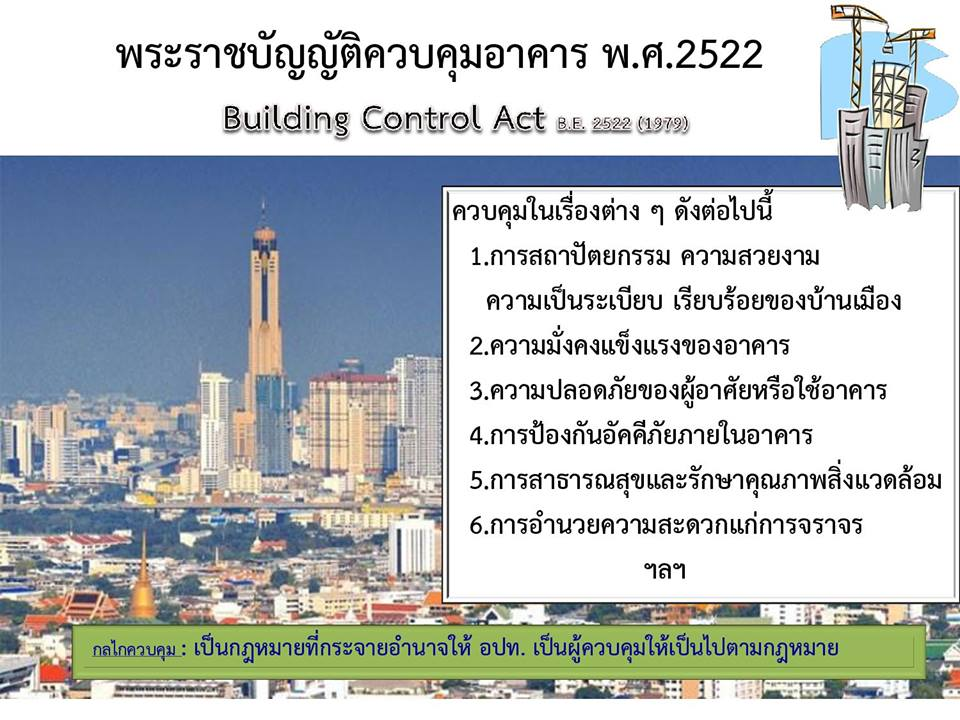 พระราชบัญญัติควบคุมอาคาร พ.ศ.2522
Building Control Act B.E. 2522 (1979)
ควบคุมในเรื่องต่าง ๆ ดังต่อไปนี้
1.การสถาปัตยกรรม ความสวยงาม
ความเป็นระเบียบ เรียบร้อยของบ้านเมือง
2.ความมั่งคงแข็งแรงของอาคาร
3.ความปลอดภัยของผู้อาศัยหรือใช้อาคาร
4.การป้องกันอัคคีภัยภายในอาคาร
5.การสาธารณสุขและรักษาคุณภาพสิ่งแวดล้อม
6.การอำนวยความสะดวกแก่การจราจร
ฯลฯ
กลไกควบคุม : เป็นกฎหมายที่กระจายอำนาจให้ อปท. เป็นผู้ควบคุมให้เป็นไปตามกฎหมาย